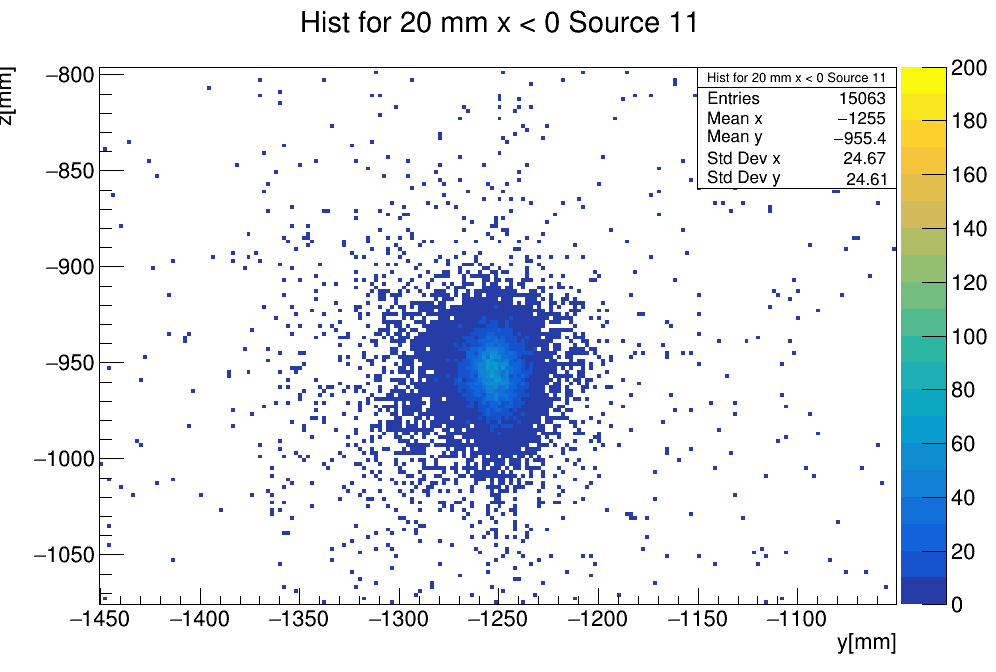 Hist for 20 mm x < 0 Source 11
z[mm]
−800
−850
−900
−950
−1000
−1050
Hist for 20 mm x < 0 Source 11
Entries 15063
Mean x −1255
Mean y −955.4
Std Dev x 24.67
Std Dev y 24.61
200
180
160
140
120
100
80
60
40
20
0
−1450 −1400 −1350 −1300 −1250 −1200 −1150 −1100
y[mm]